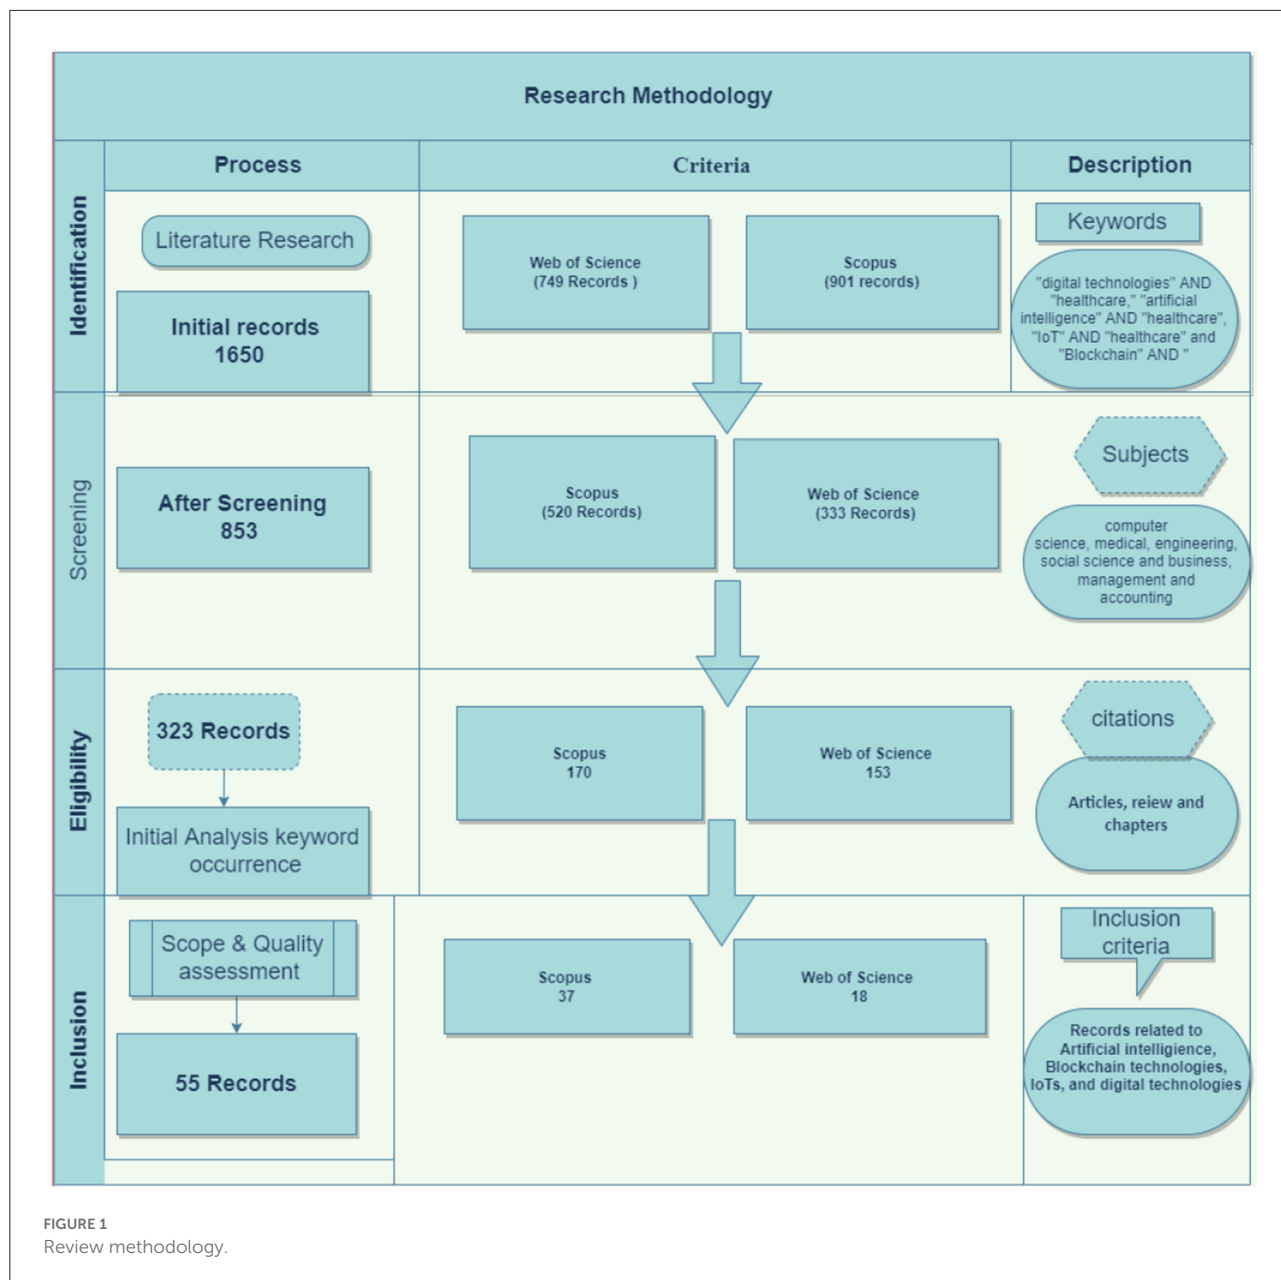 Research Methodology
Process
Criteria
Description
Identification
Literature Research
Initial records
1650
Web of Science
(749 Records )
Scopus
(901 records)
Keywords
"digital technologies" AND
"healthcare," "artificial
intelligence" AND "healthcare",
"IoT" AND "healthcare" and
"Blockchain" AND "
Screening
After Screening
853
Scopus
(520 Records)
Web of Science
(333 Records)
Subjects
computer
science, medical, engineering,
social science and business,
management and
accounting
Eligibility
323 Records
Initial Analysis keyword
occurrence
Scopus
170
Web of Science
153
citations
Articles, reiew and
chapters
Inclusion
Scope & Quality
assessment
55 Records
Scopus
37
Web of Science
18
Inclusion
criteria
Records related to
Artificial intelligience,
Blockchain technologies,
IoTs, and digital technologies
FIGURE 1
Review methodology.